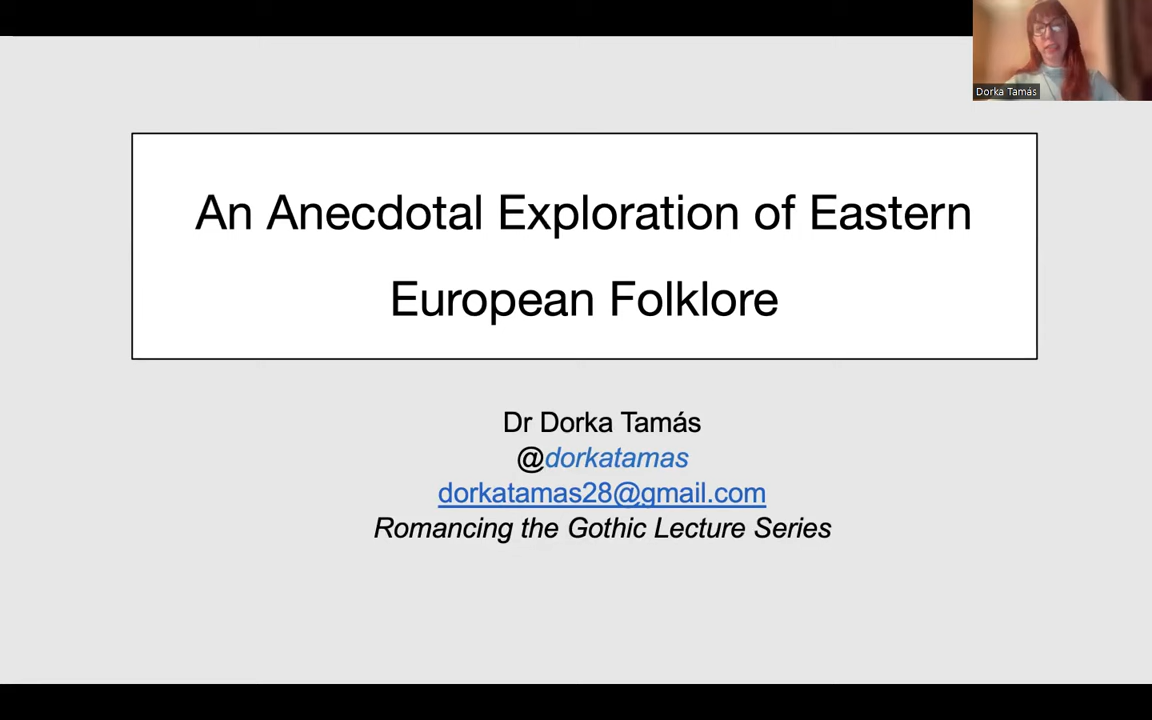 Dorka Tamás
An Anecdotal Exploration of Eastern
European Folklore
Dr Dorka Tamás
@dorkatamas
dorkatamas28@gmail.com
Romancing the Gothic Lecture Series